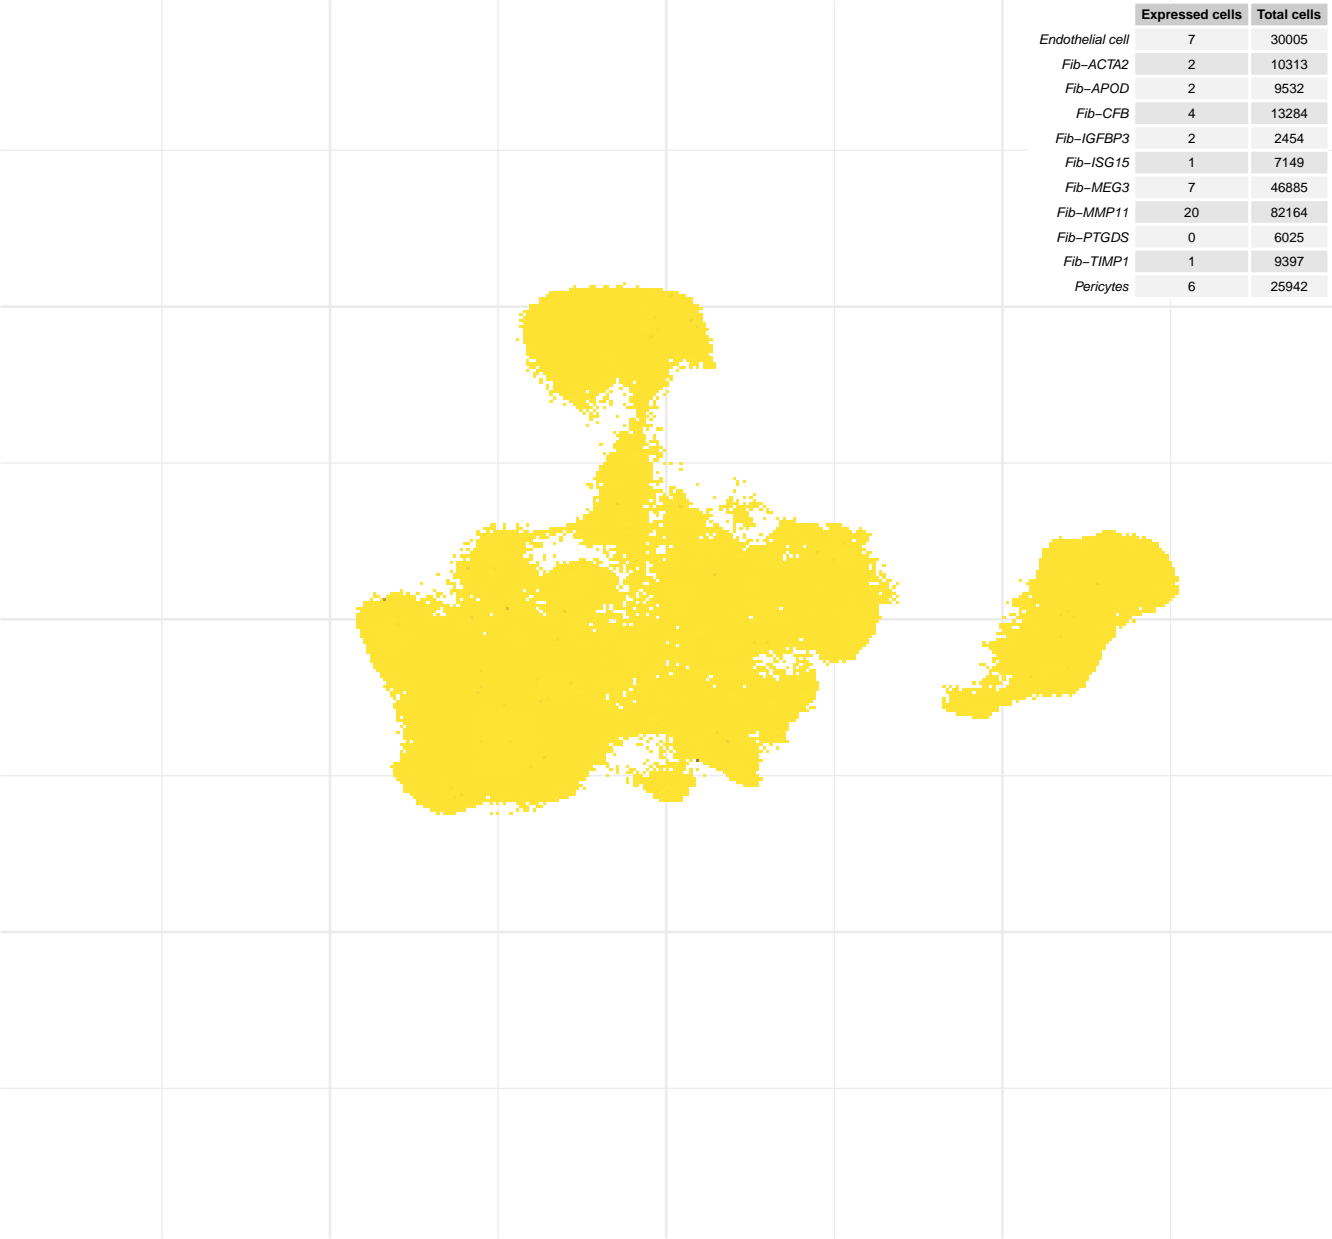 Expressed cells Total cells
Endothelial cell 7 30005
Fib−ACTA2 2 10313
Fib−APOD 2 9532
Fib−CFB 4 13284
Fib−IGFBP3 2 2454
Fib−ISG15 1 7149
Fib−MEG3 7 46885
Fib−MMP11 20 82164
Fib−PTGDS 0 6025
Fib−TIMP1 1 9397
Pericytes 6 25942